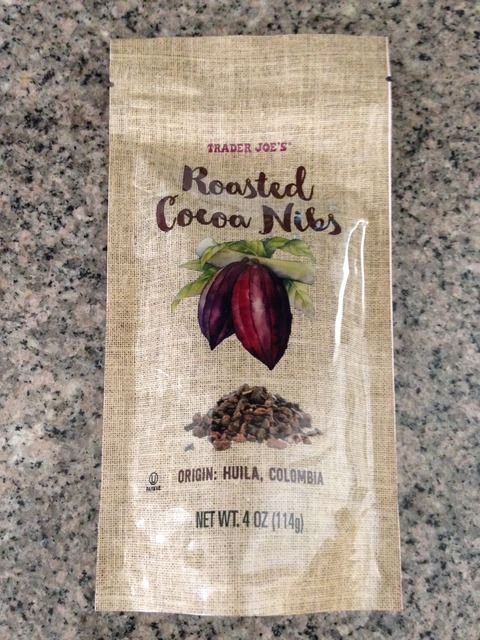 TRADER JOE'S
Roasted
Cocoa Nibs
ORIGIN: HUILA, COLOMBIA
NET WT. 4 OZ (114g)